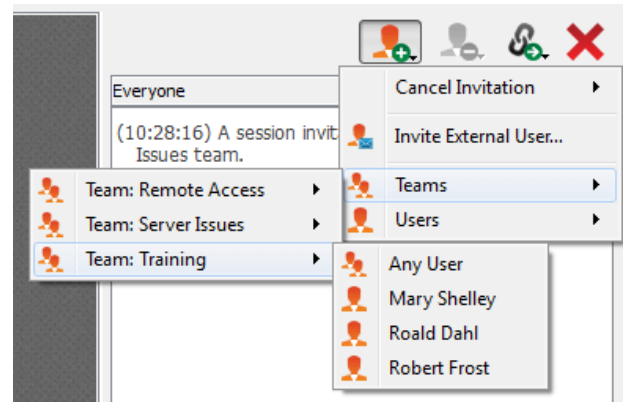 Everyone
(10:28:16) A session invit
Issues team.
Cancel Invitation
Invite External User...
Teams
Users
Team: Remote Access
Team: Server Issues
Team: Training
Any User
Mary Shelley
Roald Dahl
Robert Frost